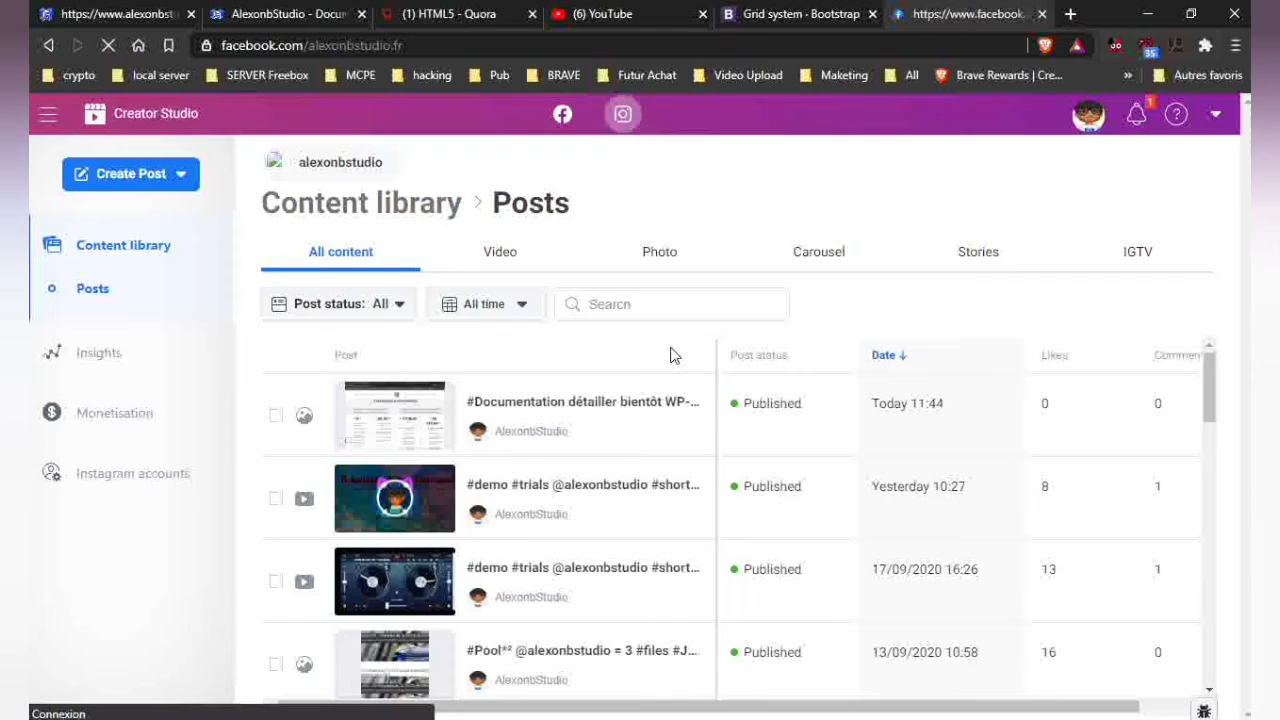 https://www.alexonbst
AlexonbStudio - Docum
(1) HTML5 - Quora
(6) YouTube
Grid system · Bootstrap
https://www.facebook.
facebook.com/alexonbstudio.fr
35
crypto
local server
SERVER Freebox
MCPE
hacking
Pub
BRAVE
Futur Achat
Video Upload
Maketing
All
Brave Rewards | Cre...
»
Autres favoris
Creator Studio
1
Create Post
alexonbstudio
Content library > Posts
Content library
Posts
Insights
Monetisation
Instagram accounts
All content
Video
Photo
Carousel
Stories
IGTV
Post status: All
All time
Search
Post
Post status
Date ↓
Likes
Commen
#Documentation détailler bientôt WP-...
AlexonbStudio
Published
Today 11:44
0
0
#demo #trials @alexonbstudio #short...
AlexonbStudio
Published
Yesterday 10:27
8
1
#demo #trials @alexonbstudio #short...
AlexonbStudio
Published
17/09/2020 16:26
13
1
#Pool*² @alexonbstudio = 3 #files #J...
AlexonbStudio
Published
13/09/2020 10:58
16
0
Connexion